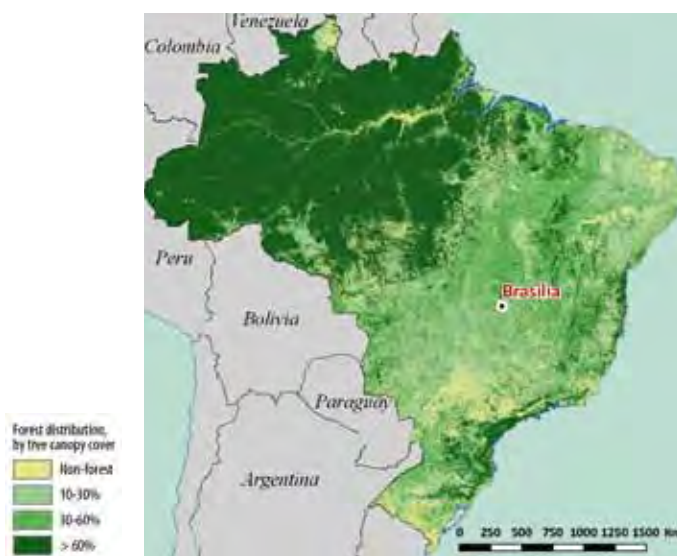 Venezuela
Colombia
Peru
Brasilia
Bolivia
Paraguay
Argentina
Forest distribution,
by tree canopy cover
Non-forest
10-30%
30-60%
> 60%
0 250 500 750 1000 1250 1500 Km